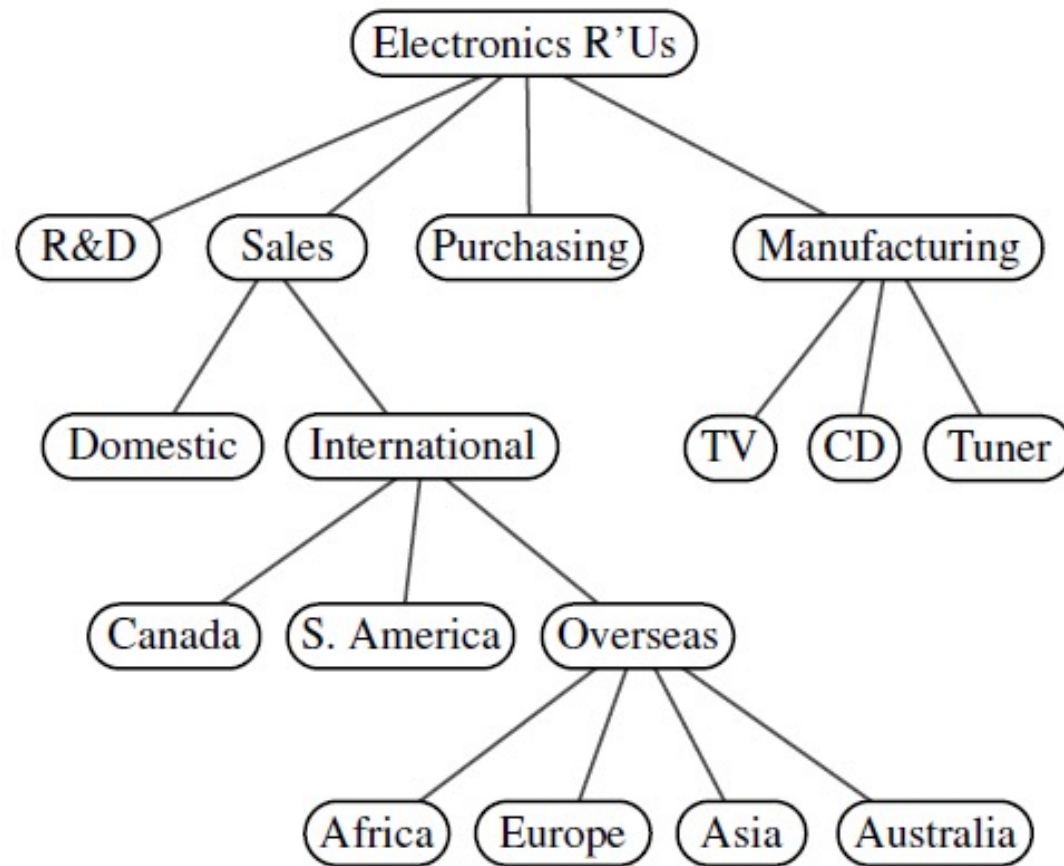 Electronics R'Us
R&D Sales Purchasing Manufacturing
Domestic International TV CD Tuner
Canada S. America Overseas
Africa Europe Asia Australia